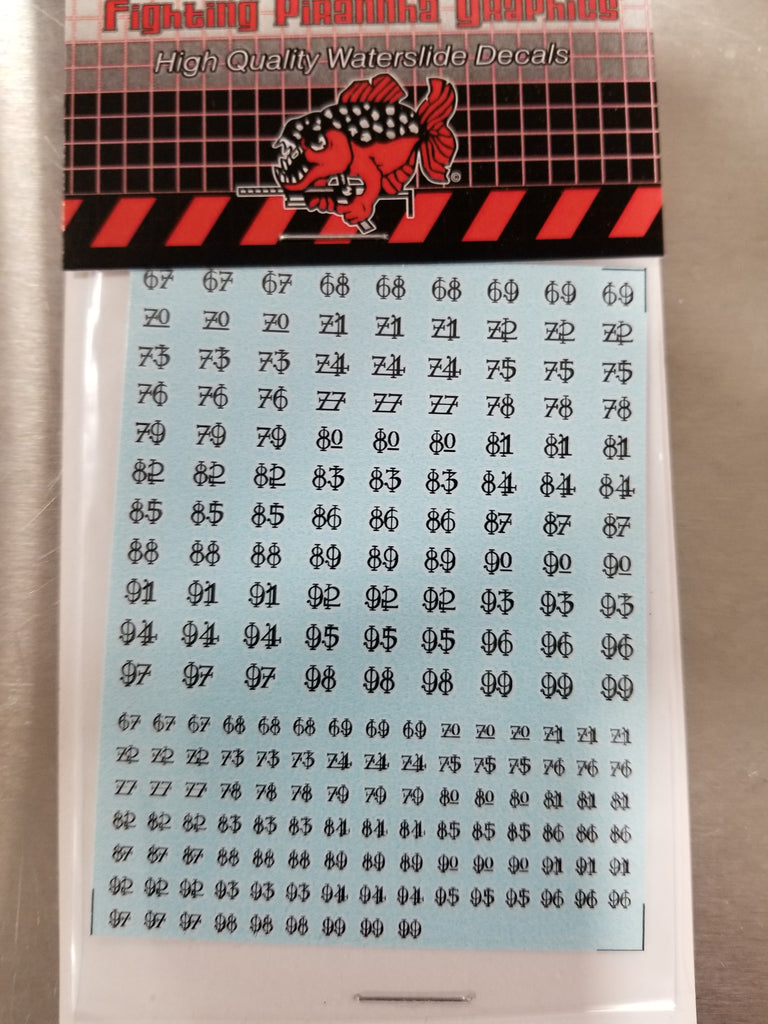 Fighting Pirannha Graphics
High Quality Waterslide Decals
©
67 67 67 68 68 68 69 69 69
70 70 70 71 71 71 72 72 72
73 73 73 74 74 74 75 75 75
76 76 76 77 77 77 78 78 78
79 79 79 80 80 80 81 81 81
82 82 82 83 83 83 84 84 84
85 85 85 86 86 86 87 87 87
88 88 88 89 89 89 90 90 90
91 91 91 92 92 92 93 93 93
94 94 94 95 95 95 96 96 96
97 97 97 98 98 98 99 99 99
67 67 67 68 68 68 69 69 69 70 70 70 71 71 71
72 72 72 73 73 73 74 74 74 75 75 75 76 76 76
77 77 77 78 78 78 79 79 79 80 80 80 81 81 81
82 82 82 83 83 83 84 84 84 85 85 85 86 86 86
87 87 87 88 88 88 89 89 89 90 90 90 91 91 91
92 92 92 93 93 93 94 94 94 95 95 95 96 96 96
97 97 97 98 98 98 99 99 99